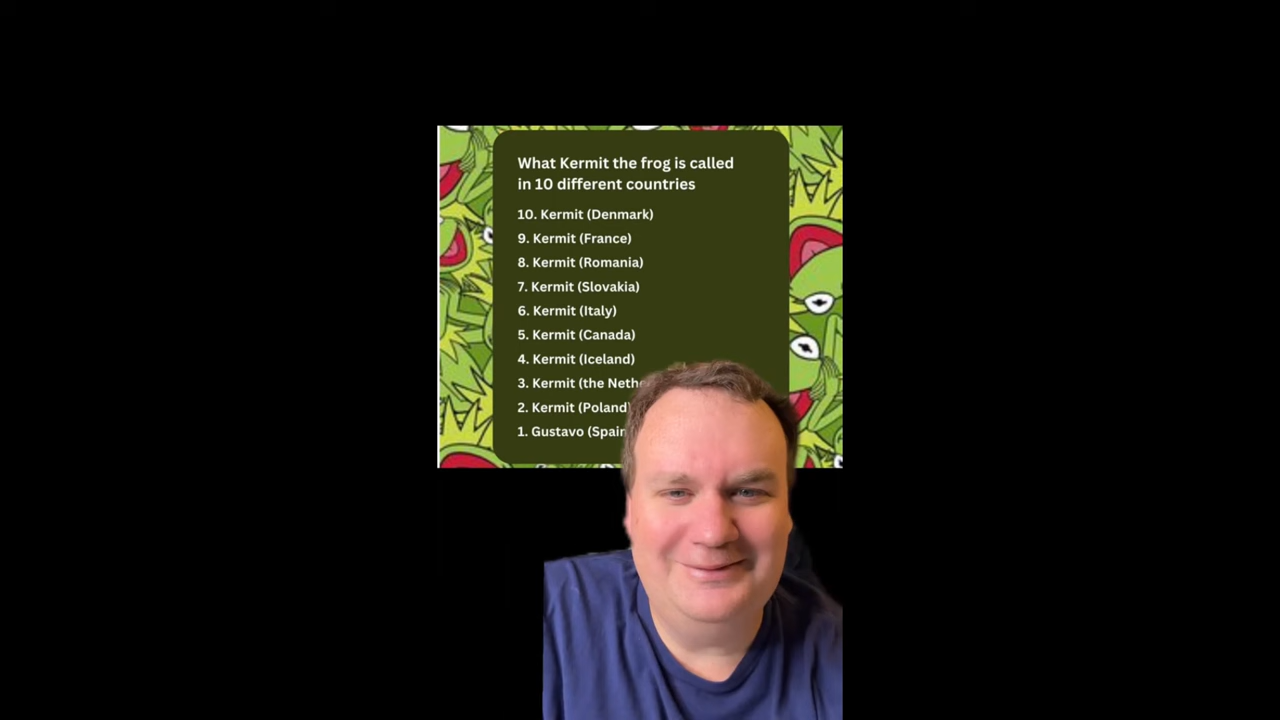 What Kermit the frog is called
in 10 different countries
10. Kermit (Denmark)
9. Kermit (France)
8. Kermit (Romania)
7. Kermit (Slovakia)
6. Kermit (Italy)
5. Kermit (Canada)
4. Kermit (Iceland)
3. Kermit (the
2. Kermit (Poland)
1. Gustavo (Spain